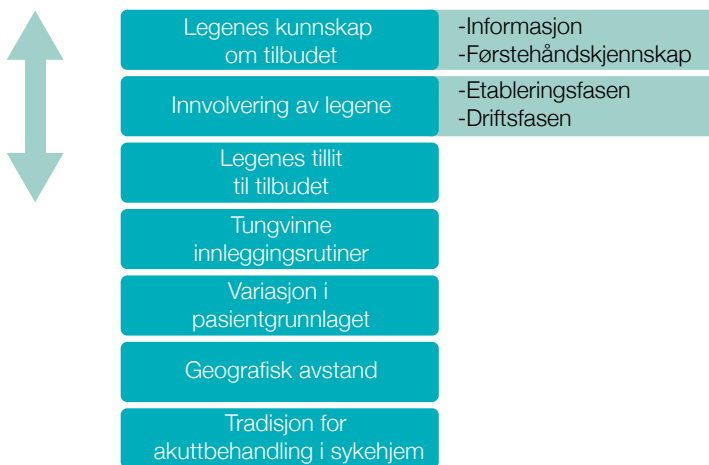 Legenes kunnskap
om tilbudet
-Informasjon
-Førstehåndskjennskap
Innvolvering av legene
-Etableringsfasen
-Driftsfasen
Legenes tillit
til tilbudet
Tungvinne
innleggingsrutiner
Variasjon i
pasientgrunnlaget
Geografisk avstand
Tradisjon for
akuttbehandling i sykehjem